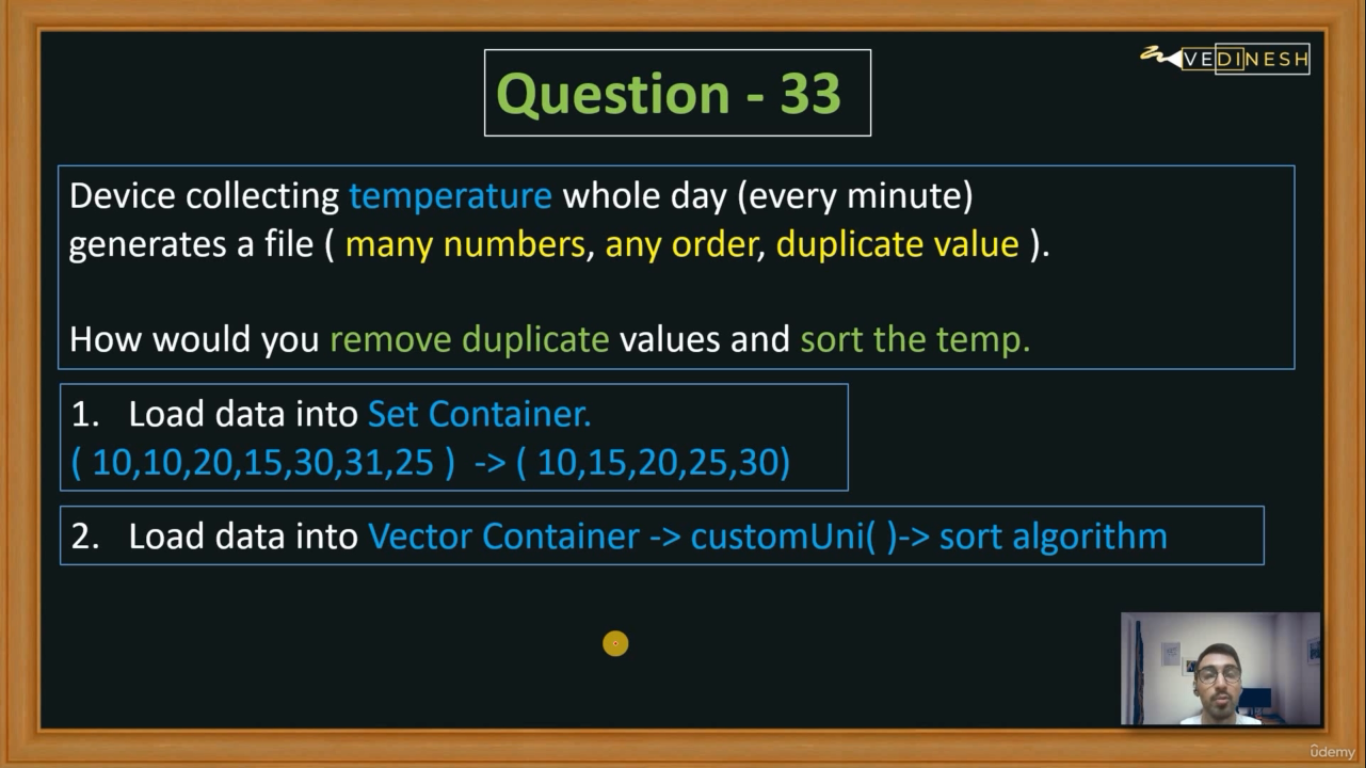 VEDINESH
Question - 33
Device collecting temperature whole day (every minute)
generates a file ( many numbers, any order, duplicate value ).
How would you remove duplicate values and sort the temp.
1. Load data into Set Container.
( 10,10,20,15,30,31,25 ) -> ( 10,15,20,25,30)
2. Load data into Vector Container -> customUni( )-> sort algorithm
ûdemy